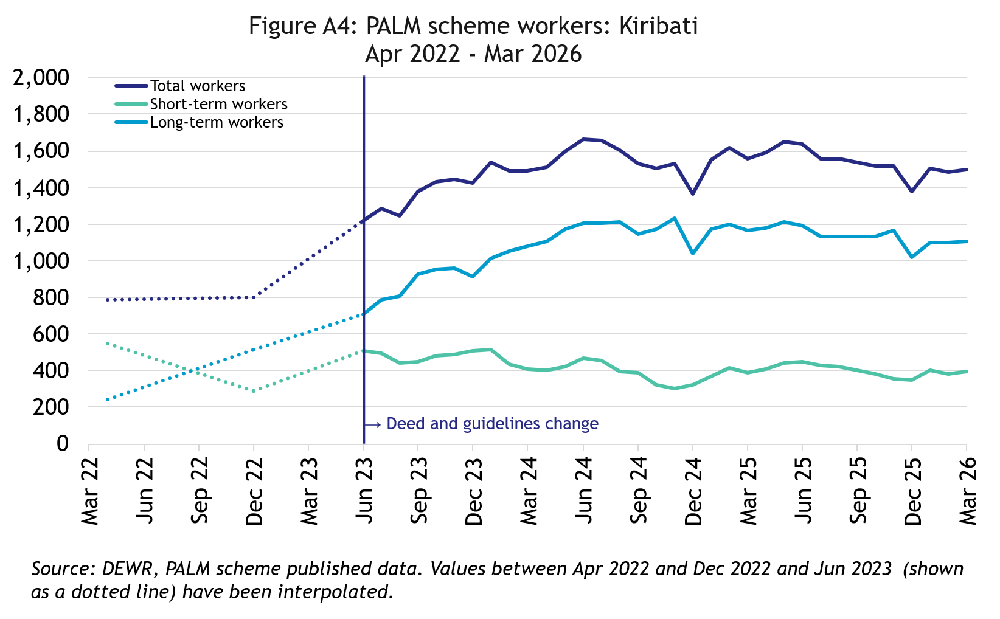 Figure A4: PALM scheme workers: Kiribati
Apr 2022 - Mar 2026
2,000
1,800
1,600
1,400
1,200
1,000
800
600
400
200
0
Total workers
Short-term workers
Long-term workers
→ Deed and guidelines change
Mar 22
Jun 22
Sep 22
Dec 22
Mar 23
Jun 23
Sep 23
Dec 23
Mar 24
Jun 24
Sep 24
Dec 24
Mar 25
Jun 25
Sep 25
Dec 25
Mar 26
Source: DEWR, PALM scheme published data. Values between Apr 2022 and Dec 2022 and Jun 2023 (shown
as a dotted line) have been interpolated.